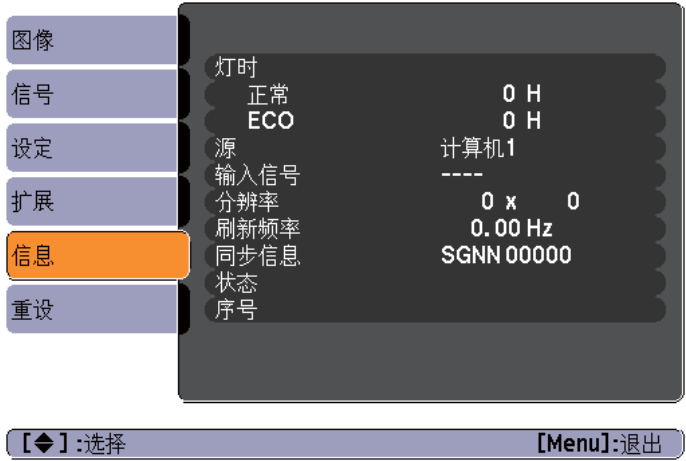 图像
信号
设定
扩展
信息
重设
灯时
正常 0 H
ECO 0 H
源 计算机1
输入信号 ----
分辨率 0 x 0
刷新频率 0.00 Hz
同步信息 SGNN 00000
状态
序号
[◆]:选择 [Menu]:退出